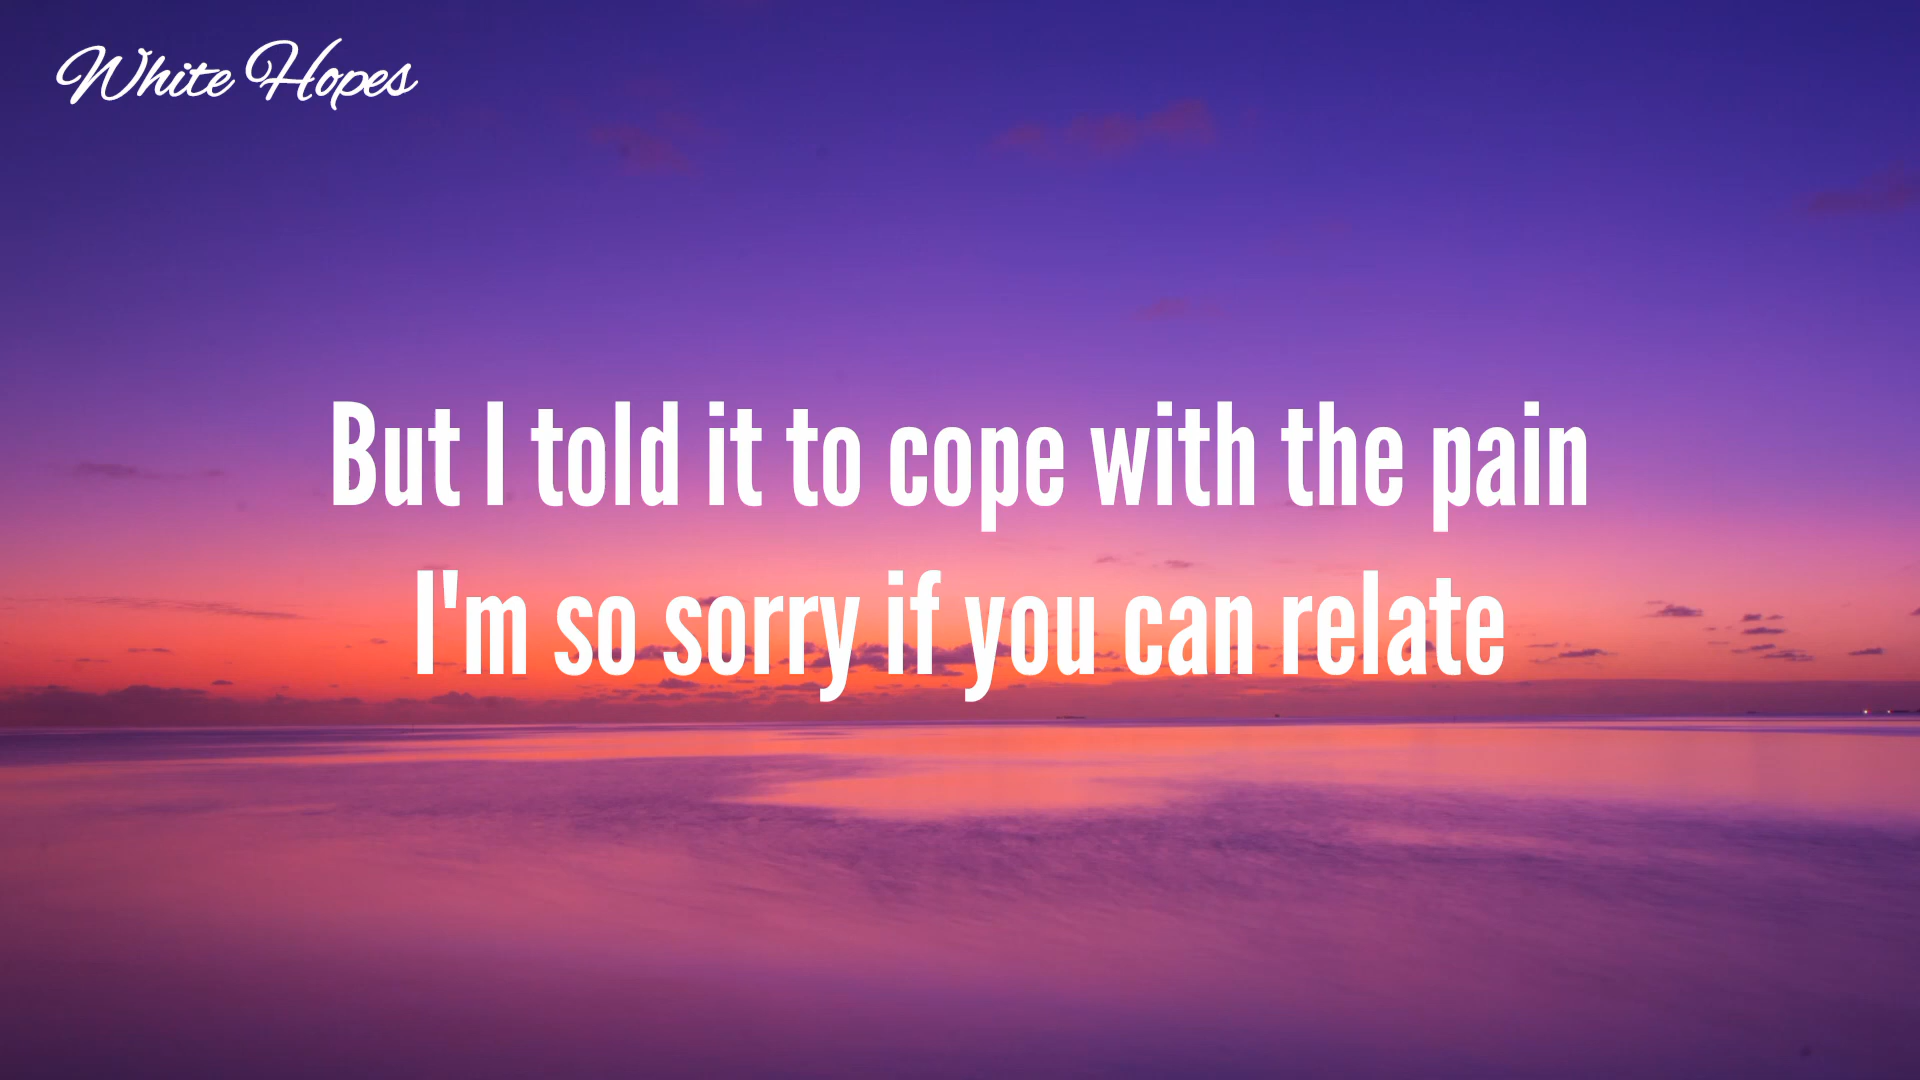 White Hopes
But I told it to cope with the pain
I'm so sorry if you can relate